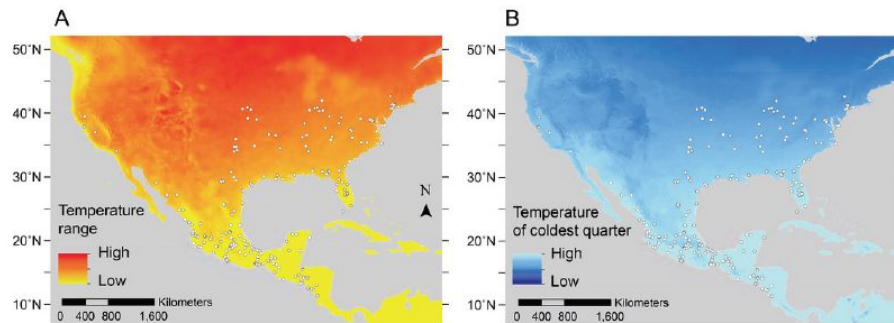 A
50˚N
40˚N
30˚N
20˚N
10˚N
N
Temperature
range
High
Low
Kilometers
0 400 800 1,600
B
50˚N
40˚N
30˚N
20˚N
10˚N
Temperature
of coldest quarter
High
Low
Kilometers
0 400 800 1,600